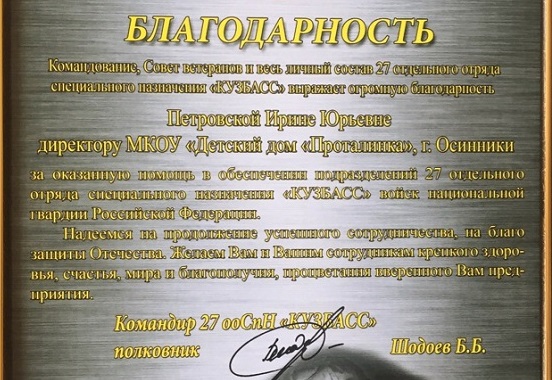 БЛАГОДАРНОСТЬ
Командование, Совет ветеранов и весь личный состав 27 отдельного отряда
специального назначения «КУЗБАСС» выражает огромную благодарность
Петровской Ирине Юрьевне
директору МКОУ «Детский дом «Проталинка», г. Осинники
за оказанную помощь в обеспечении подразделений 27 отдельного
отряда специального назначения «КУЗБАСС» войск национальной
гвардии Российской Федерации.
Надеемся на продолжение успешного сотрудничества, на благо
защиты Отечества. Желаем Вам и Вашим сотрудникам крепкого здоро-
вья, счастья, мира и благополучия, процветания вверенного Вам пред-
приятия.
Командир 27 ооСпН «КУЗБАСС»
полковник Шодоев Б.Б.